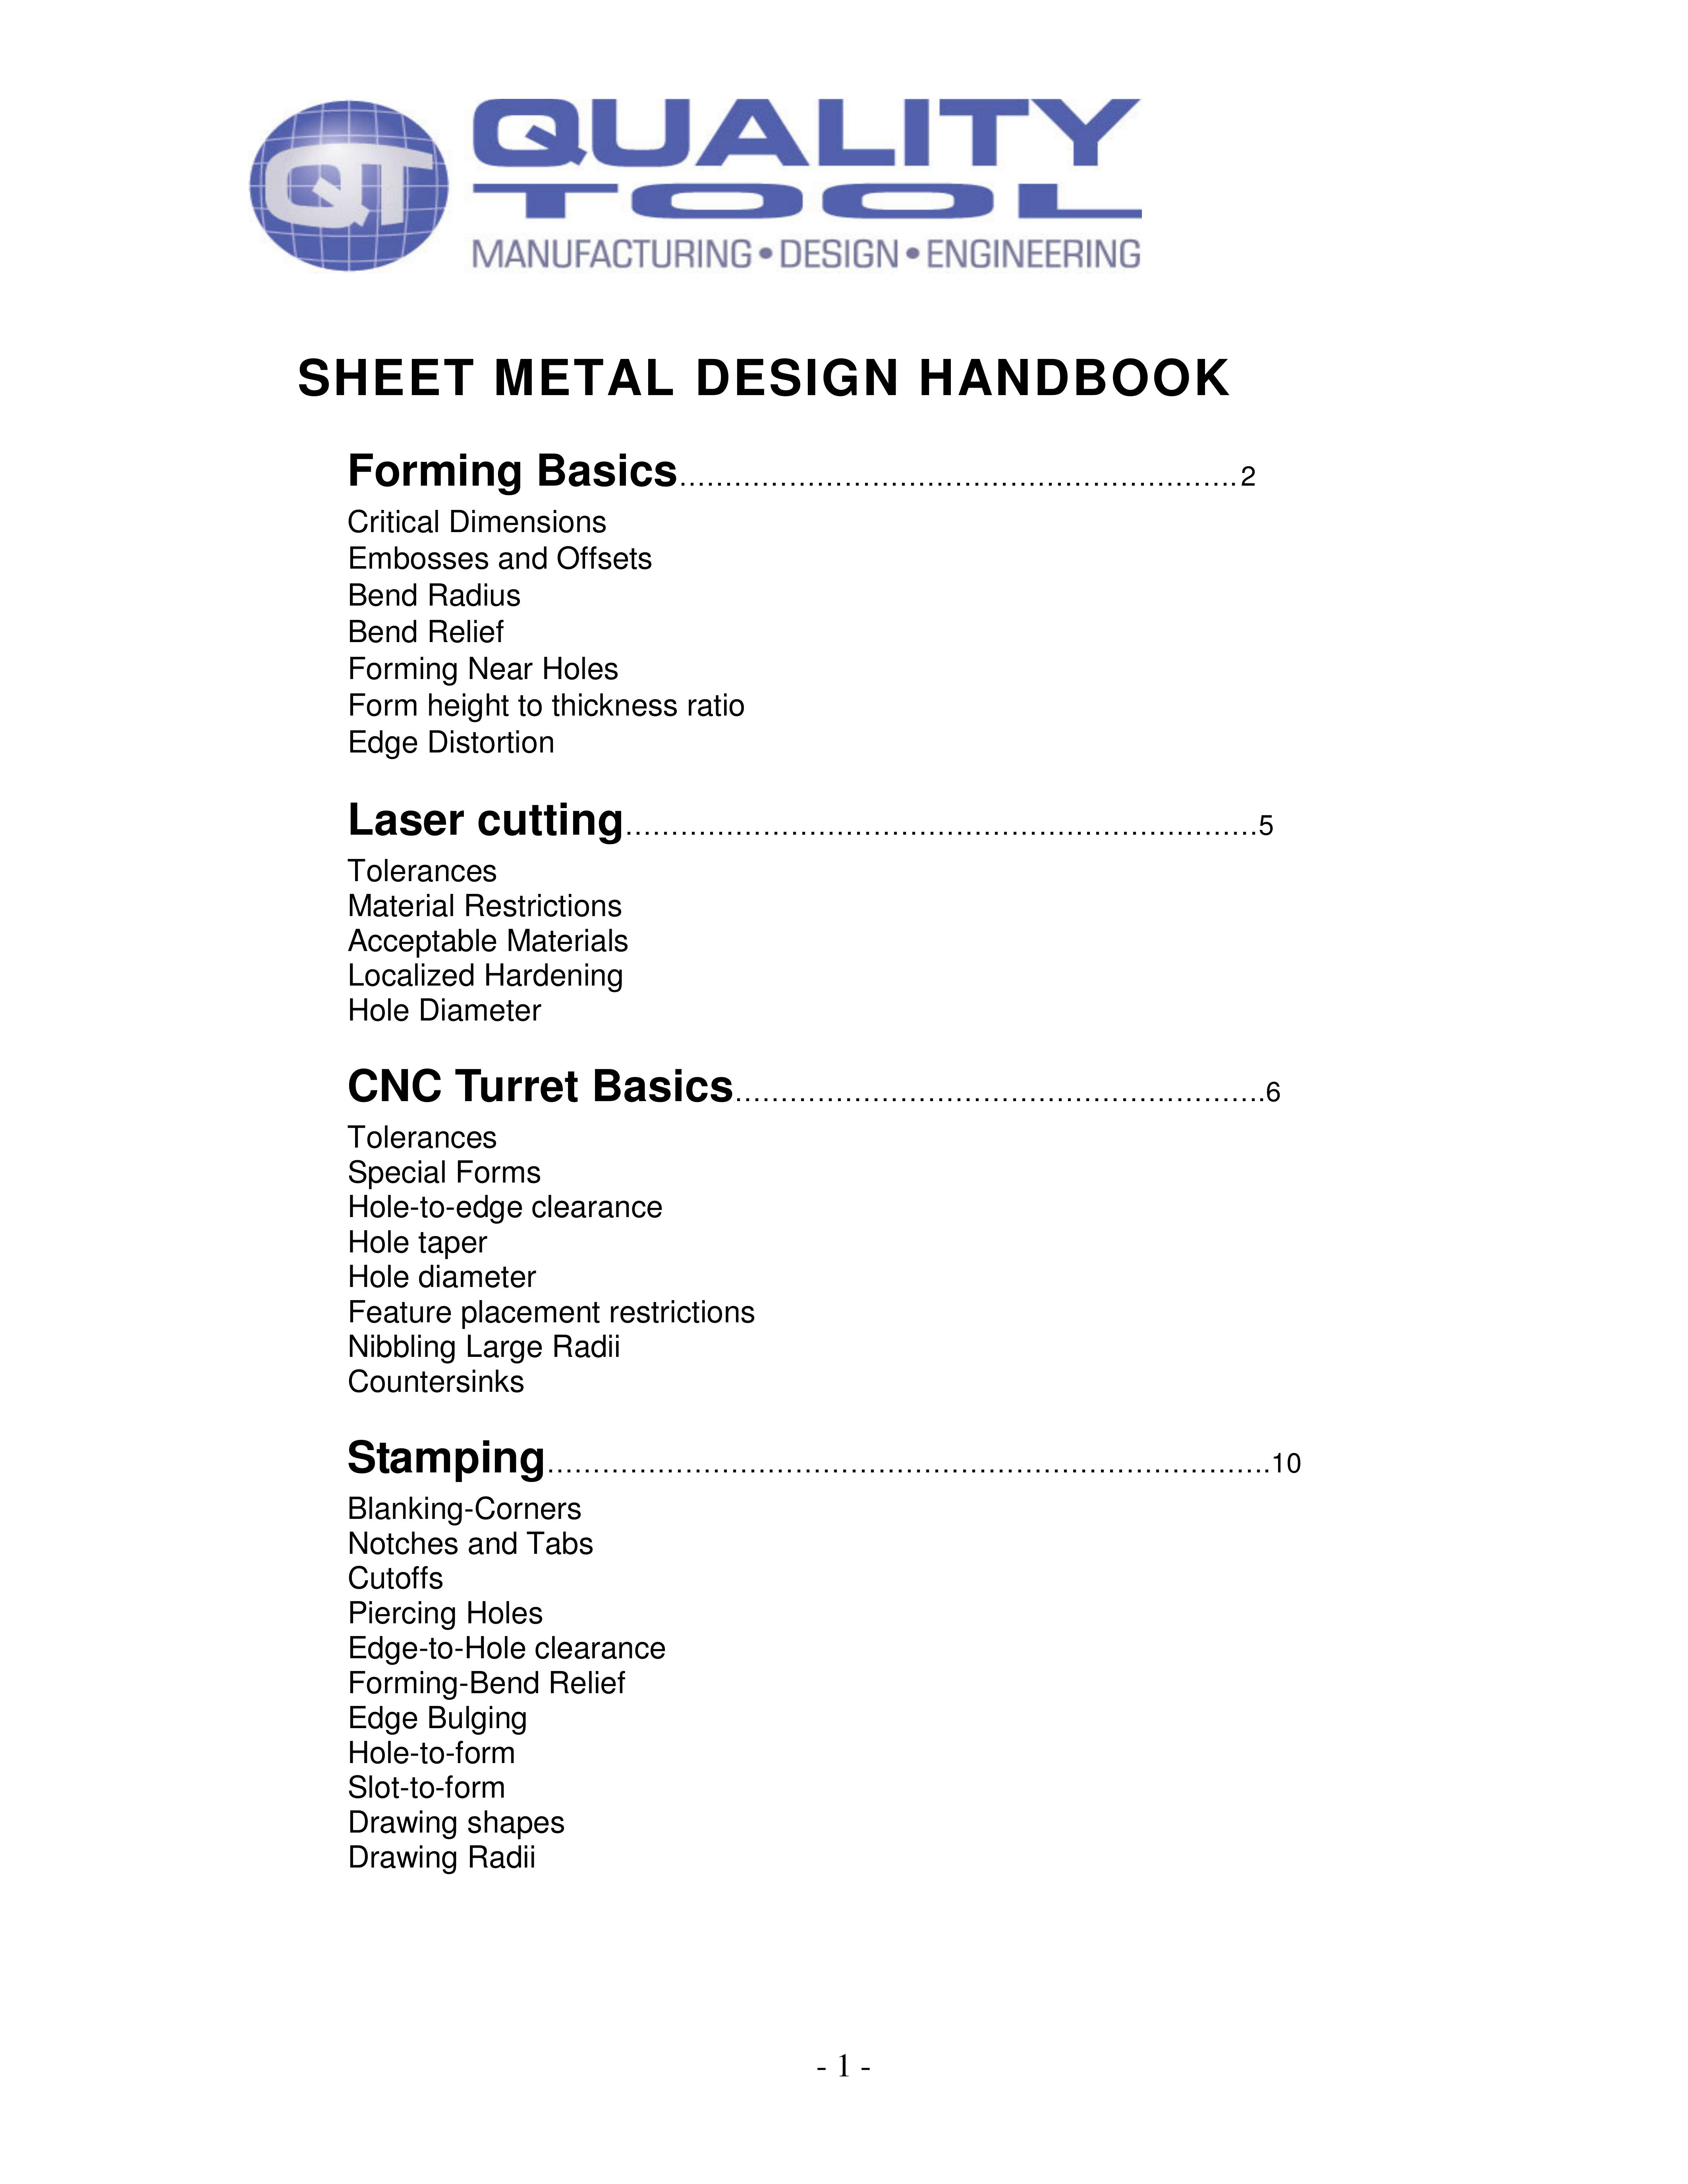 QT
QUALITY
TOOL
MANUFACTURING • DESIGN • ENGINEERING
SHEET METAL DESIGN HANDBOOK
Forming Basics……………………………………………………2
Critical Dimensions
Embosses and Offsets
Bend Radius
Bend Relief
Forming Near Holes
Form height to thickness ratio
Edge Distortion
Laser cutting……………………………………………………………5
Tolerances
Material Restrictions
Acceptable Materials
Localized Hardening
Hole Diameter
CNC Turret Basics………………………………………………….6
Tolerances
Special Forms
Hole-to-edge clearance
Hole taper
Hole diameter
Feature placement restrictions
Nibbling Large Radii
Countersinks
Stamping…………………………………………………………………….10
Blanking-Corners
Notches and Tabs
Cutoffs
Piercing Holes
Edge-to-Hole clearance
Forming-Bend Relief
Edge Bulging
Hole-to-form
Slot-to-form
Drawing shapes
Drawing Radii
- 1 -